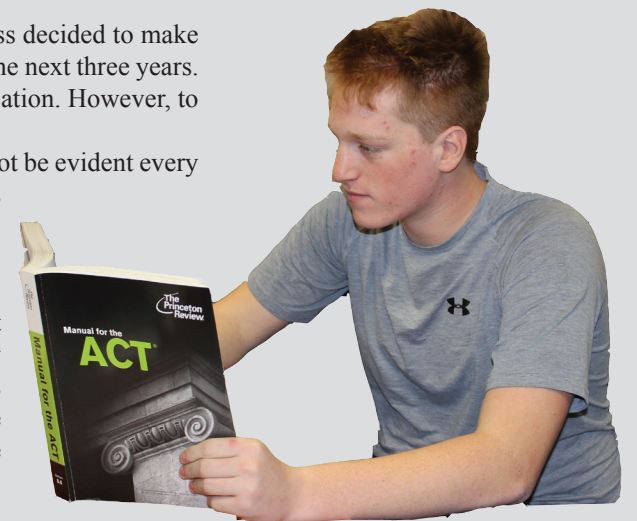 ss decided to make
ne next three years.
ation. However, to
ot be evident every
The
Princeton
Review
Manual for the
ACT
Manual for the ACT